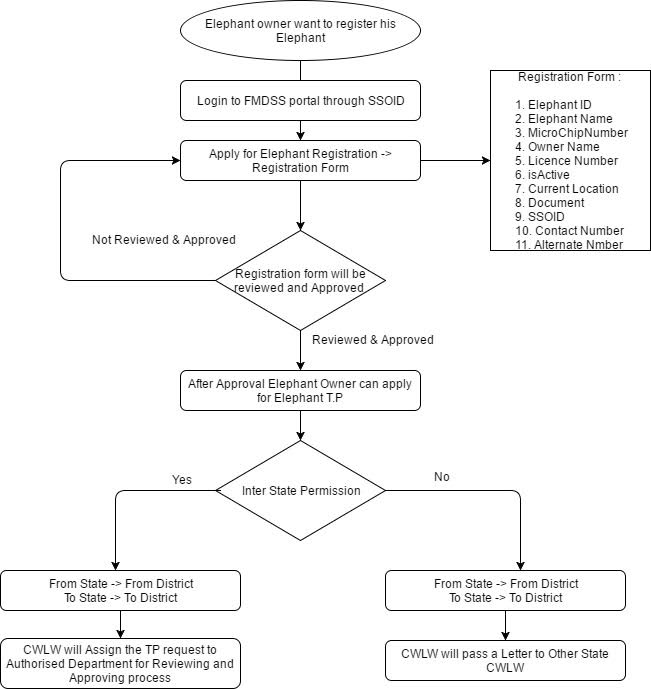 Elephant owner want to register his
Elephant
Login to FMDSS portal through SSOID
Apply for Elephant Registration ->
Registration Form
Registration Form :
1. Elephant ID
2. Elephant Name
3. MicroChipNumber
4. Owner Name
5. Licence Number
6. isActive
7. Current Location
8. Document
9. SSOID
10. Contact Number
11. Alternate Nmber
Not Reviewed & Approved
Registration form will be
reviewed and Approved
Reviewed & Approved
After Approval Elephant Owner can apply
for Elephant T.P
Inter State Permission
Yes
No
From State -> From District
To State -> To District
From State -> From District
To State -> To District
CWLW will Assign the TP request to
Authorised Department for Reviewing and
Approving process
CWLW will pass a Letter to Other State
CWLW